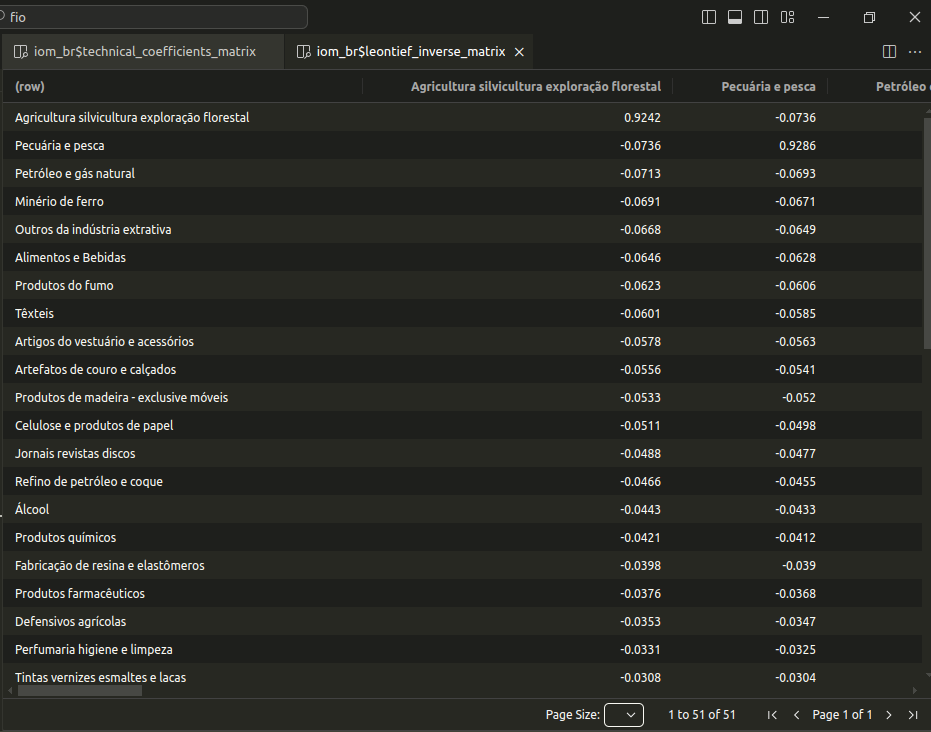 fio
iom_br$technical_coefficients_matrix iom_br$leontief_inverse_matrix
(row) Agricultura silvicultura exploração florestal Pecuária e pesca Petróleo
Agricultura silvicultura exploração florestal 0.9242 -0.0736
Pecuária e pesca -0.0736 0.9286
Petróleo e gás natural -0.0713 -0.0693
Minério de ferro -0.0691 -0.0671
Outros da indústria extrativa -0.0668 -0.0649
Alimentos e Bebidas -0.0646 -0.0628
Produtos do fumo -0.0623 -0.0606
Têxteis -0.0601 -0.0585
Artigos do vestuário e acessórios -0.0578 -0.0563
Artefatos de couro e calçados -0.0556 -0.0541
Produtos de madeira - exclusive móveis -0.0533 -0.052
Celulose e produtos de papel -0.0511 -0.0498
Jornais revistas discos -0.0488 -0.0477
Refino de petróleo e coque -0.0466 -0.0455
Álcool -0.0443 -0.0433
Produtos químicos -0.0421 -0.0412
Fabricação de resina e elastômeros -0.0398 -0.039
Produtos farmacêuticos -0.0376 -0.0368
Defensivos agrícolas -0.0353 -0.0347
Perfumaria higiene e limpeza -0.0331 -0.0325
Tintas vernizes esmaltes e lacas -0.0308 -0.0304
Page Size: 1 to 51 of 51 Page 1 of 1